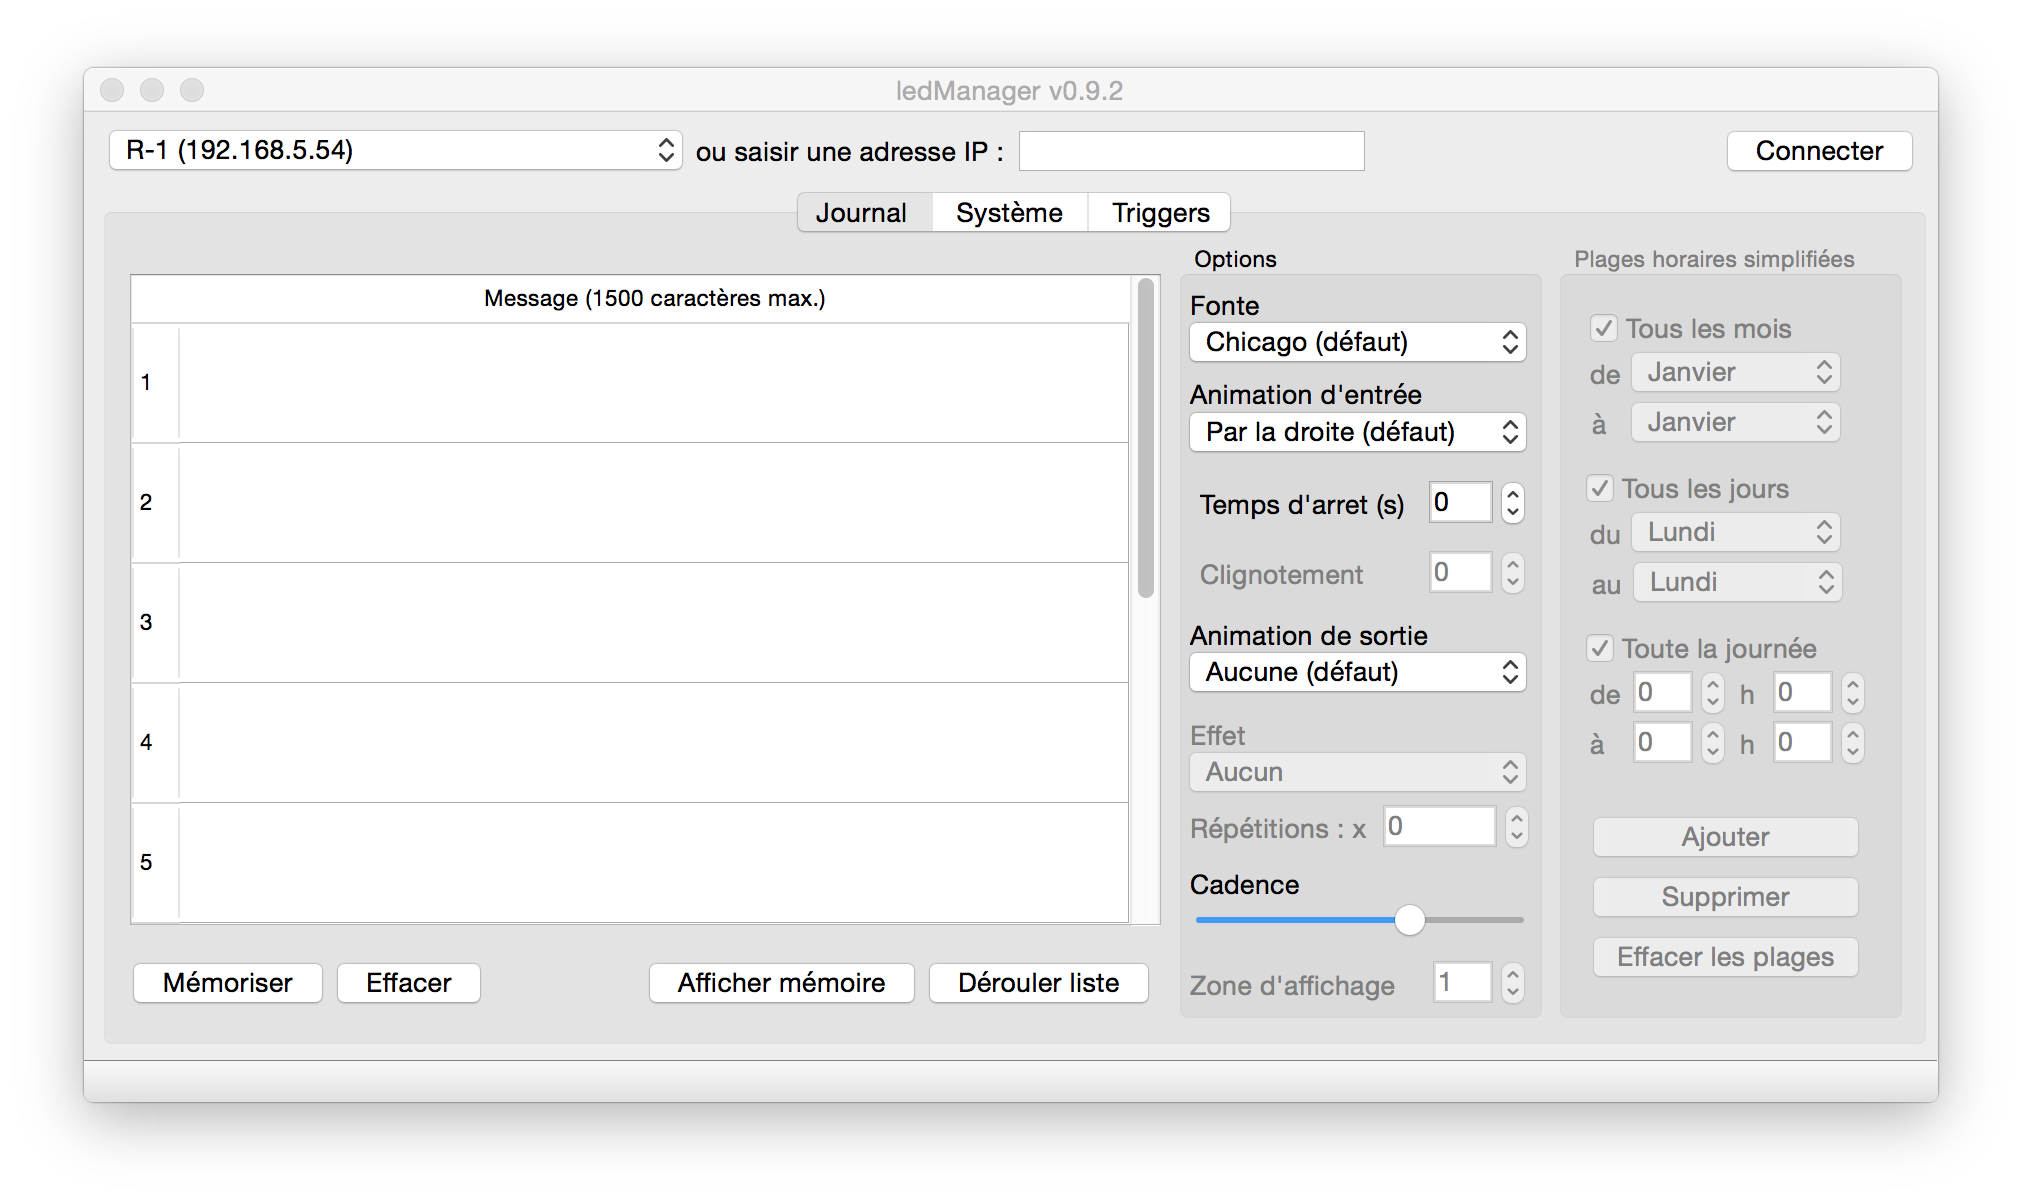 ledManager v0.9.2
R-1 (192.168.5.54) ou saisir une adresse IP : Connecter
Journal Système Triggers
Message (1500 caractères max.)
1
2
3
4
5
Mémoriser Effacer Afficher mémoire Dérouler liste
Options
Fonte
Chicago (défaut)
Animation d'entrée
Par la droite (défaut)
Temps d'arret (s) 0
Clignotement 0
Animation de sortie
Aucune (défaut)
Effet
Aucun
Répétitions : x 0
Cadence
Zone d'affichage 1
Plages horaires simplifiées
Tous les mois
de Janvier
à Janvier
Tous les jours
du Lundi
au Lundi
Toute la journée
de 0 h 0
à 0 h 0
Ajouter
Supprimer
Effacer les plages